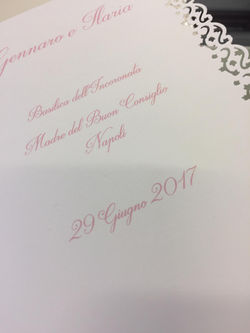 Gennaro e Ilaria
Basilica dell'Incoronata
Madre del Buon Consiglio
Napoli
29 Giugno 2017